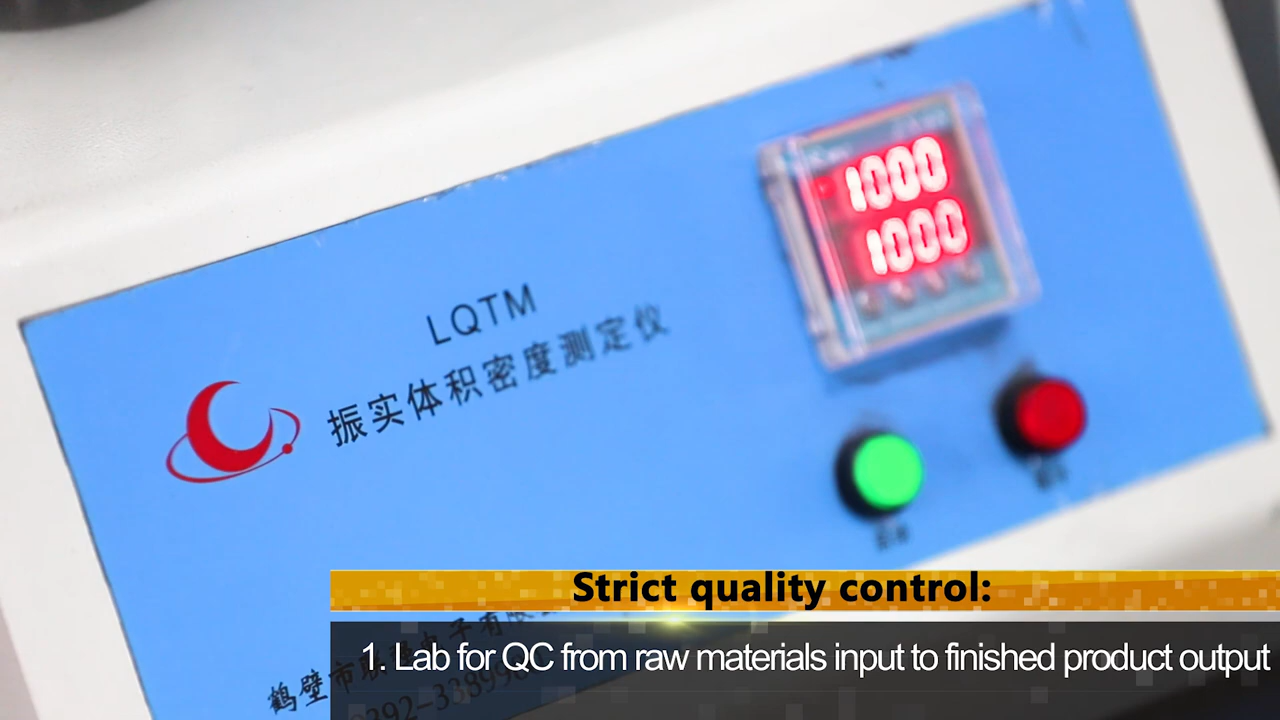 1000
1000
LQTM
振实体积密度测定仪
Strict quality control:
1. Lab for QC from raw materials input to finished product output
鹤壁市联